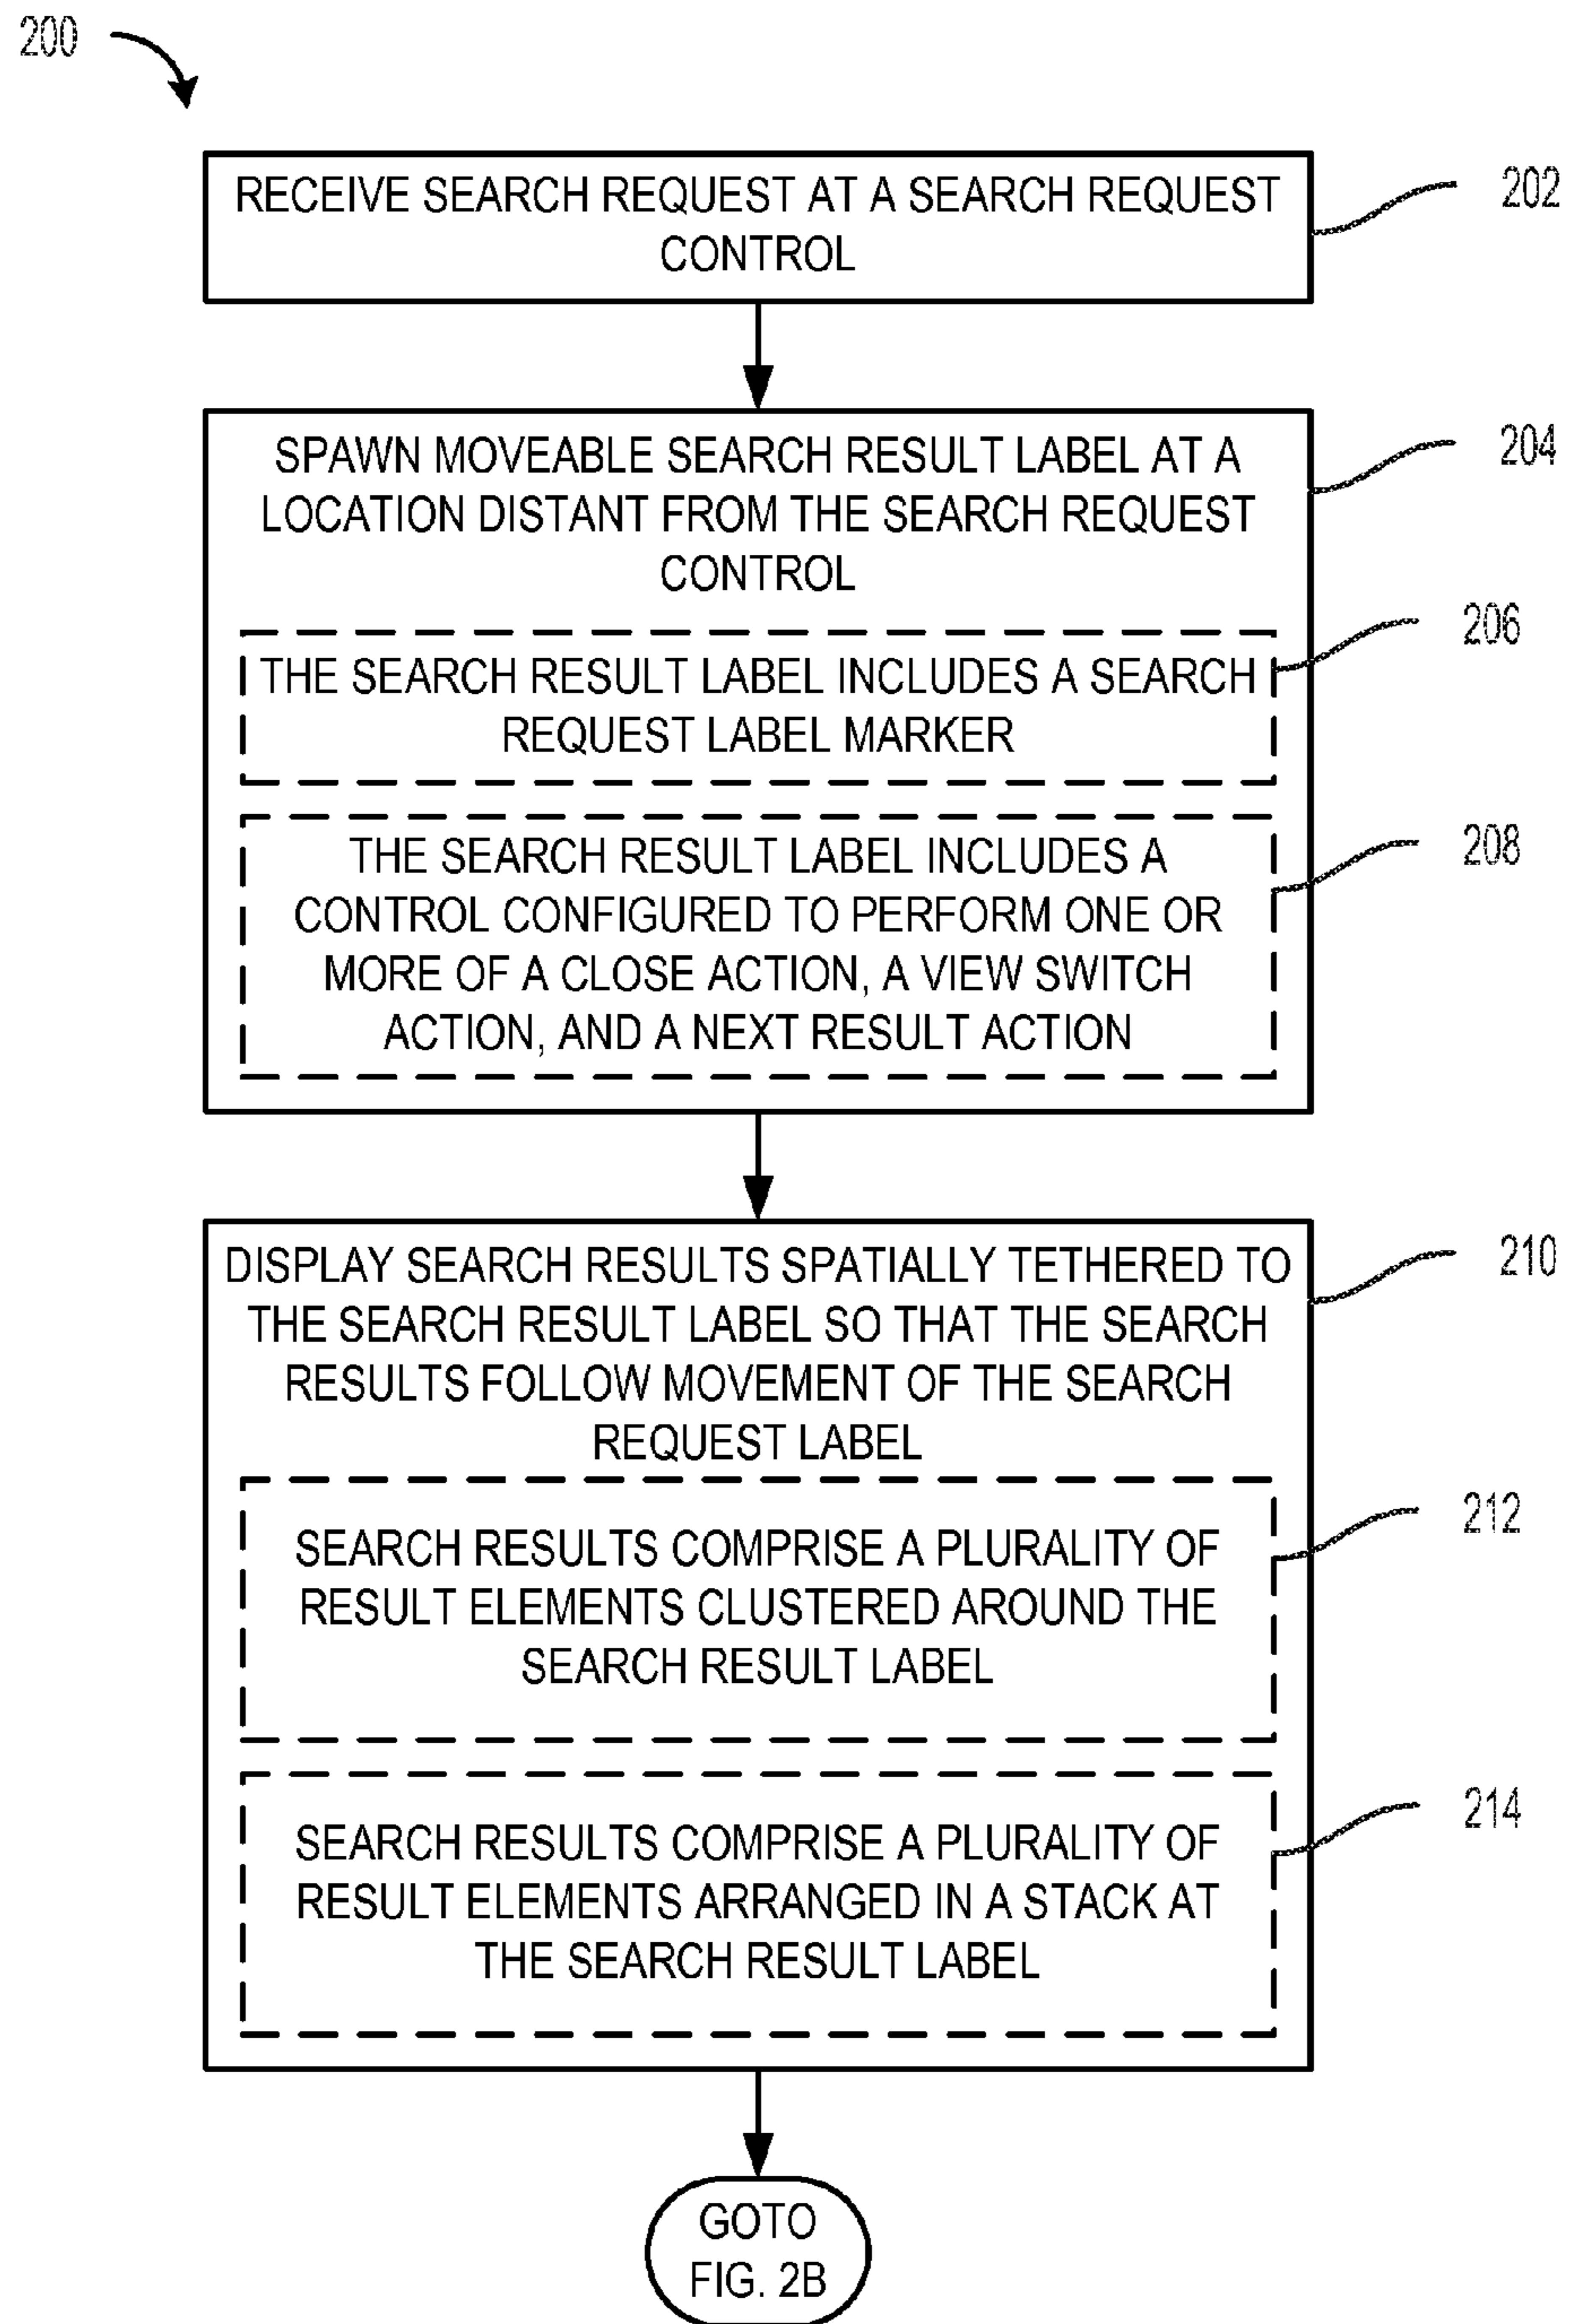 200
RECEIVE SEARCH REQUEST AT A SEARCH REQUEST
CONTROL
202
SPAWN MOVEABLE SEARCH RESULT LABEL AT A
LOCATION DISTANT FROM THE SEARCH REQUEST
CONTROL
204
THE SEARCH RESULT LABEL INCLUDES A SEARCH
REQUEST LABEL MARKER
206
THE SEARCH RESULT LABEL INCLUDES A
CONTROL CONFIGURED TO PERFORM ONE OR
MORE OF A CLOSE ACTION, A VIEW SWITCH
ACTION, AND A NEXT RESULT ACTION
208
DISPLAY SEARCH RESULTS SPATIALLY TETHERED TO
THE SEARCH RESULT LABEL SO THAT THE SEARCH
RESULTS FOLLOW MOVEMENT OF THE SEARCH
REQUEST LABEL
210
SEARCH RESULTS COMPRISE A PLURALITY OF
RESULT ELEMENTS CLUSTERED AROUND THE
SEARCH RESULT LABEL
212
SEARCH RESULTS COMPRISE A PLURALITY OF
RESULT ELEMENTS ARRANGED IN A STACK AT
THE SEARCH RESULT LABEL
214
GOTO
FIG. 2B